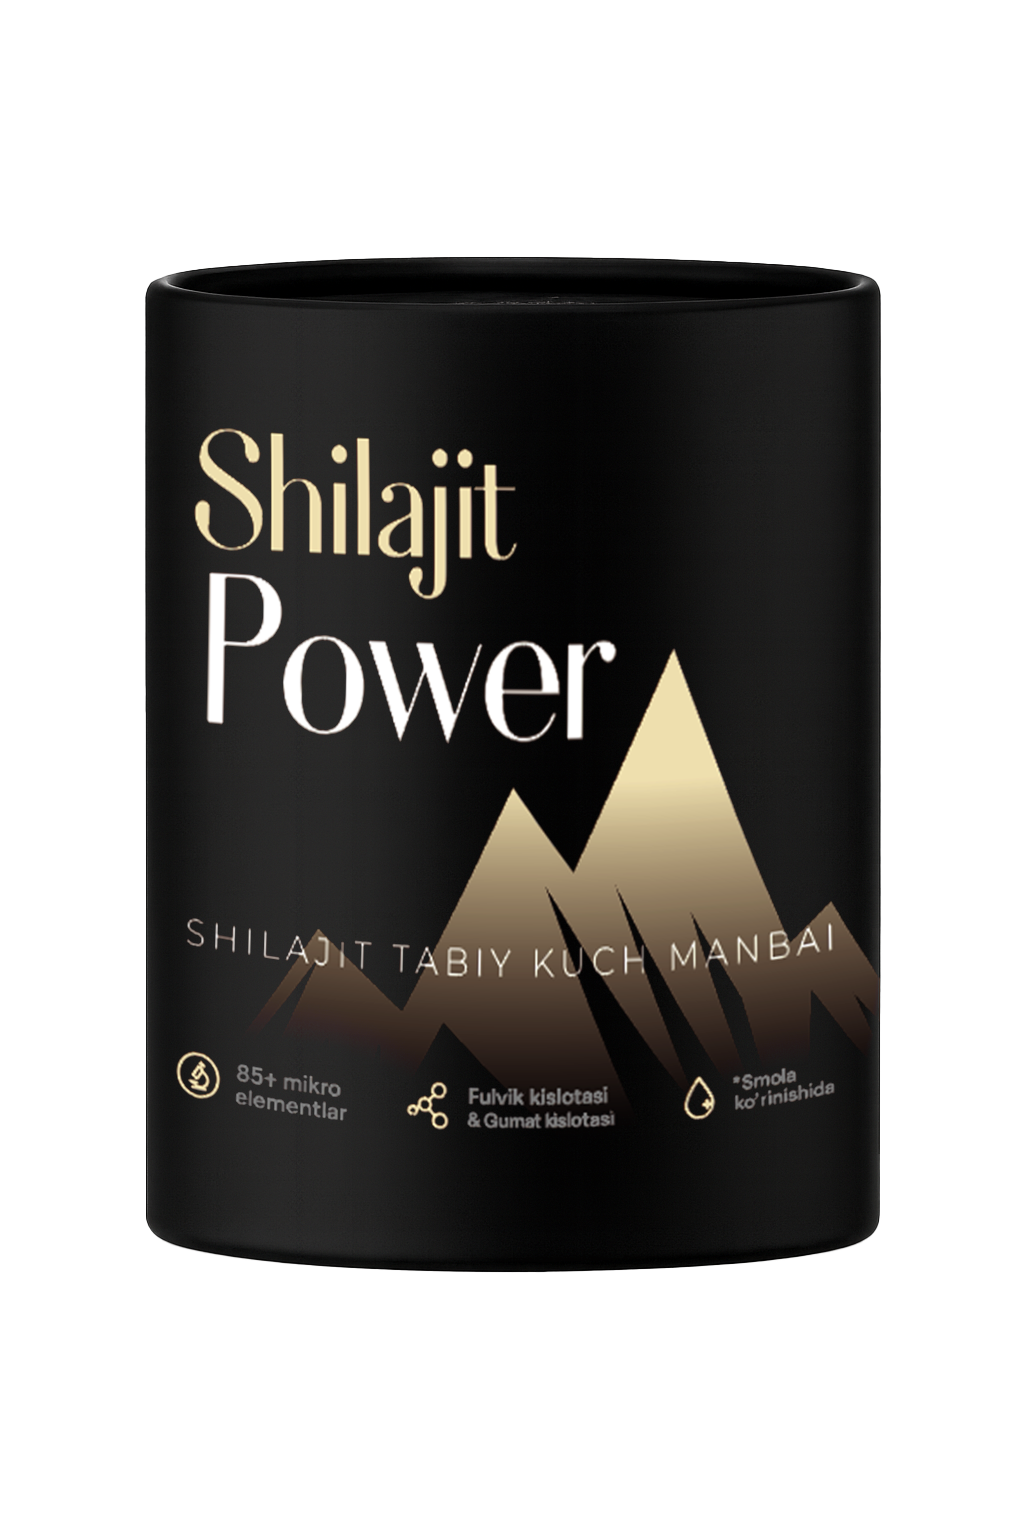 Shilajit
Power
SHILAJIT TABIY KUCH MANBAI
85+ mikro
elementlar
Fulvik kislotasi
& Gumat kislotasi
*Smola
ko'rinishida